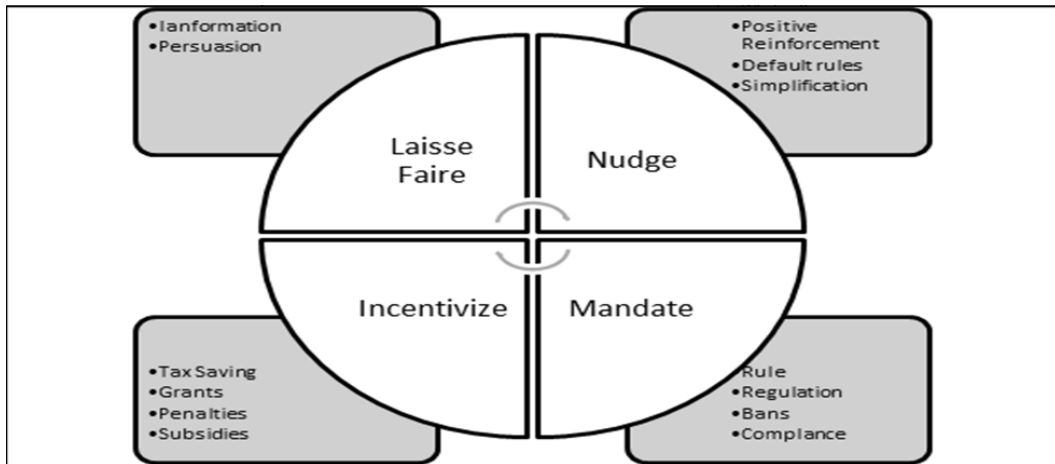 •Ianformation
•Persuasion
•Positive
Reinforcement
•Default rules
•Simplification
Laisse
Faire
Nudge
Incentivize
Mandate
•Tax Saving
•Grants
•Penalties
•Subsidies
•Rule
•Regulation
•Bans
•Complance